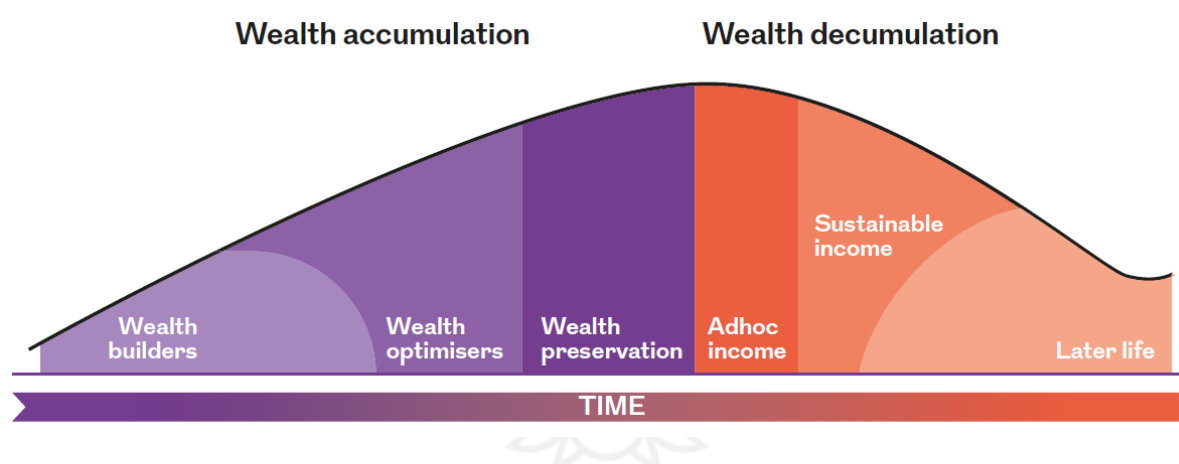 Wealth accumulation
Wealth decumulation
Sustainable
income
Wealth
builders
Wealth
optimisers
Wealth
preservation
Adhoc
income
Later life
TIME